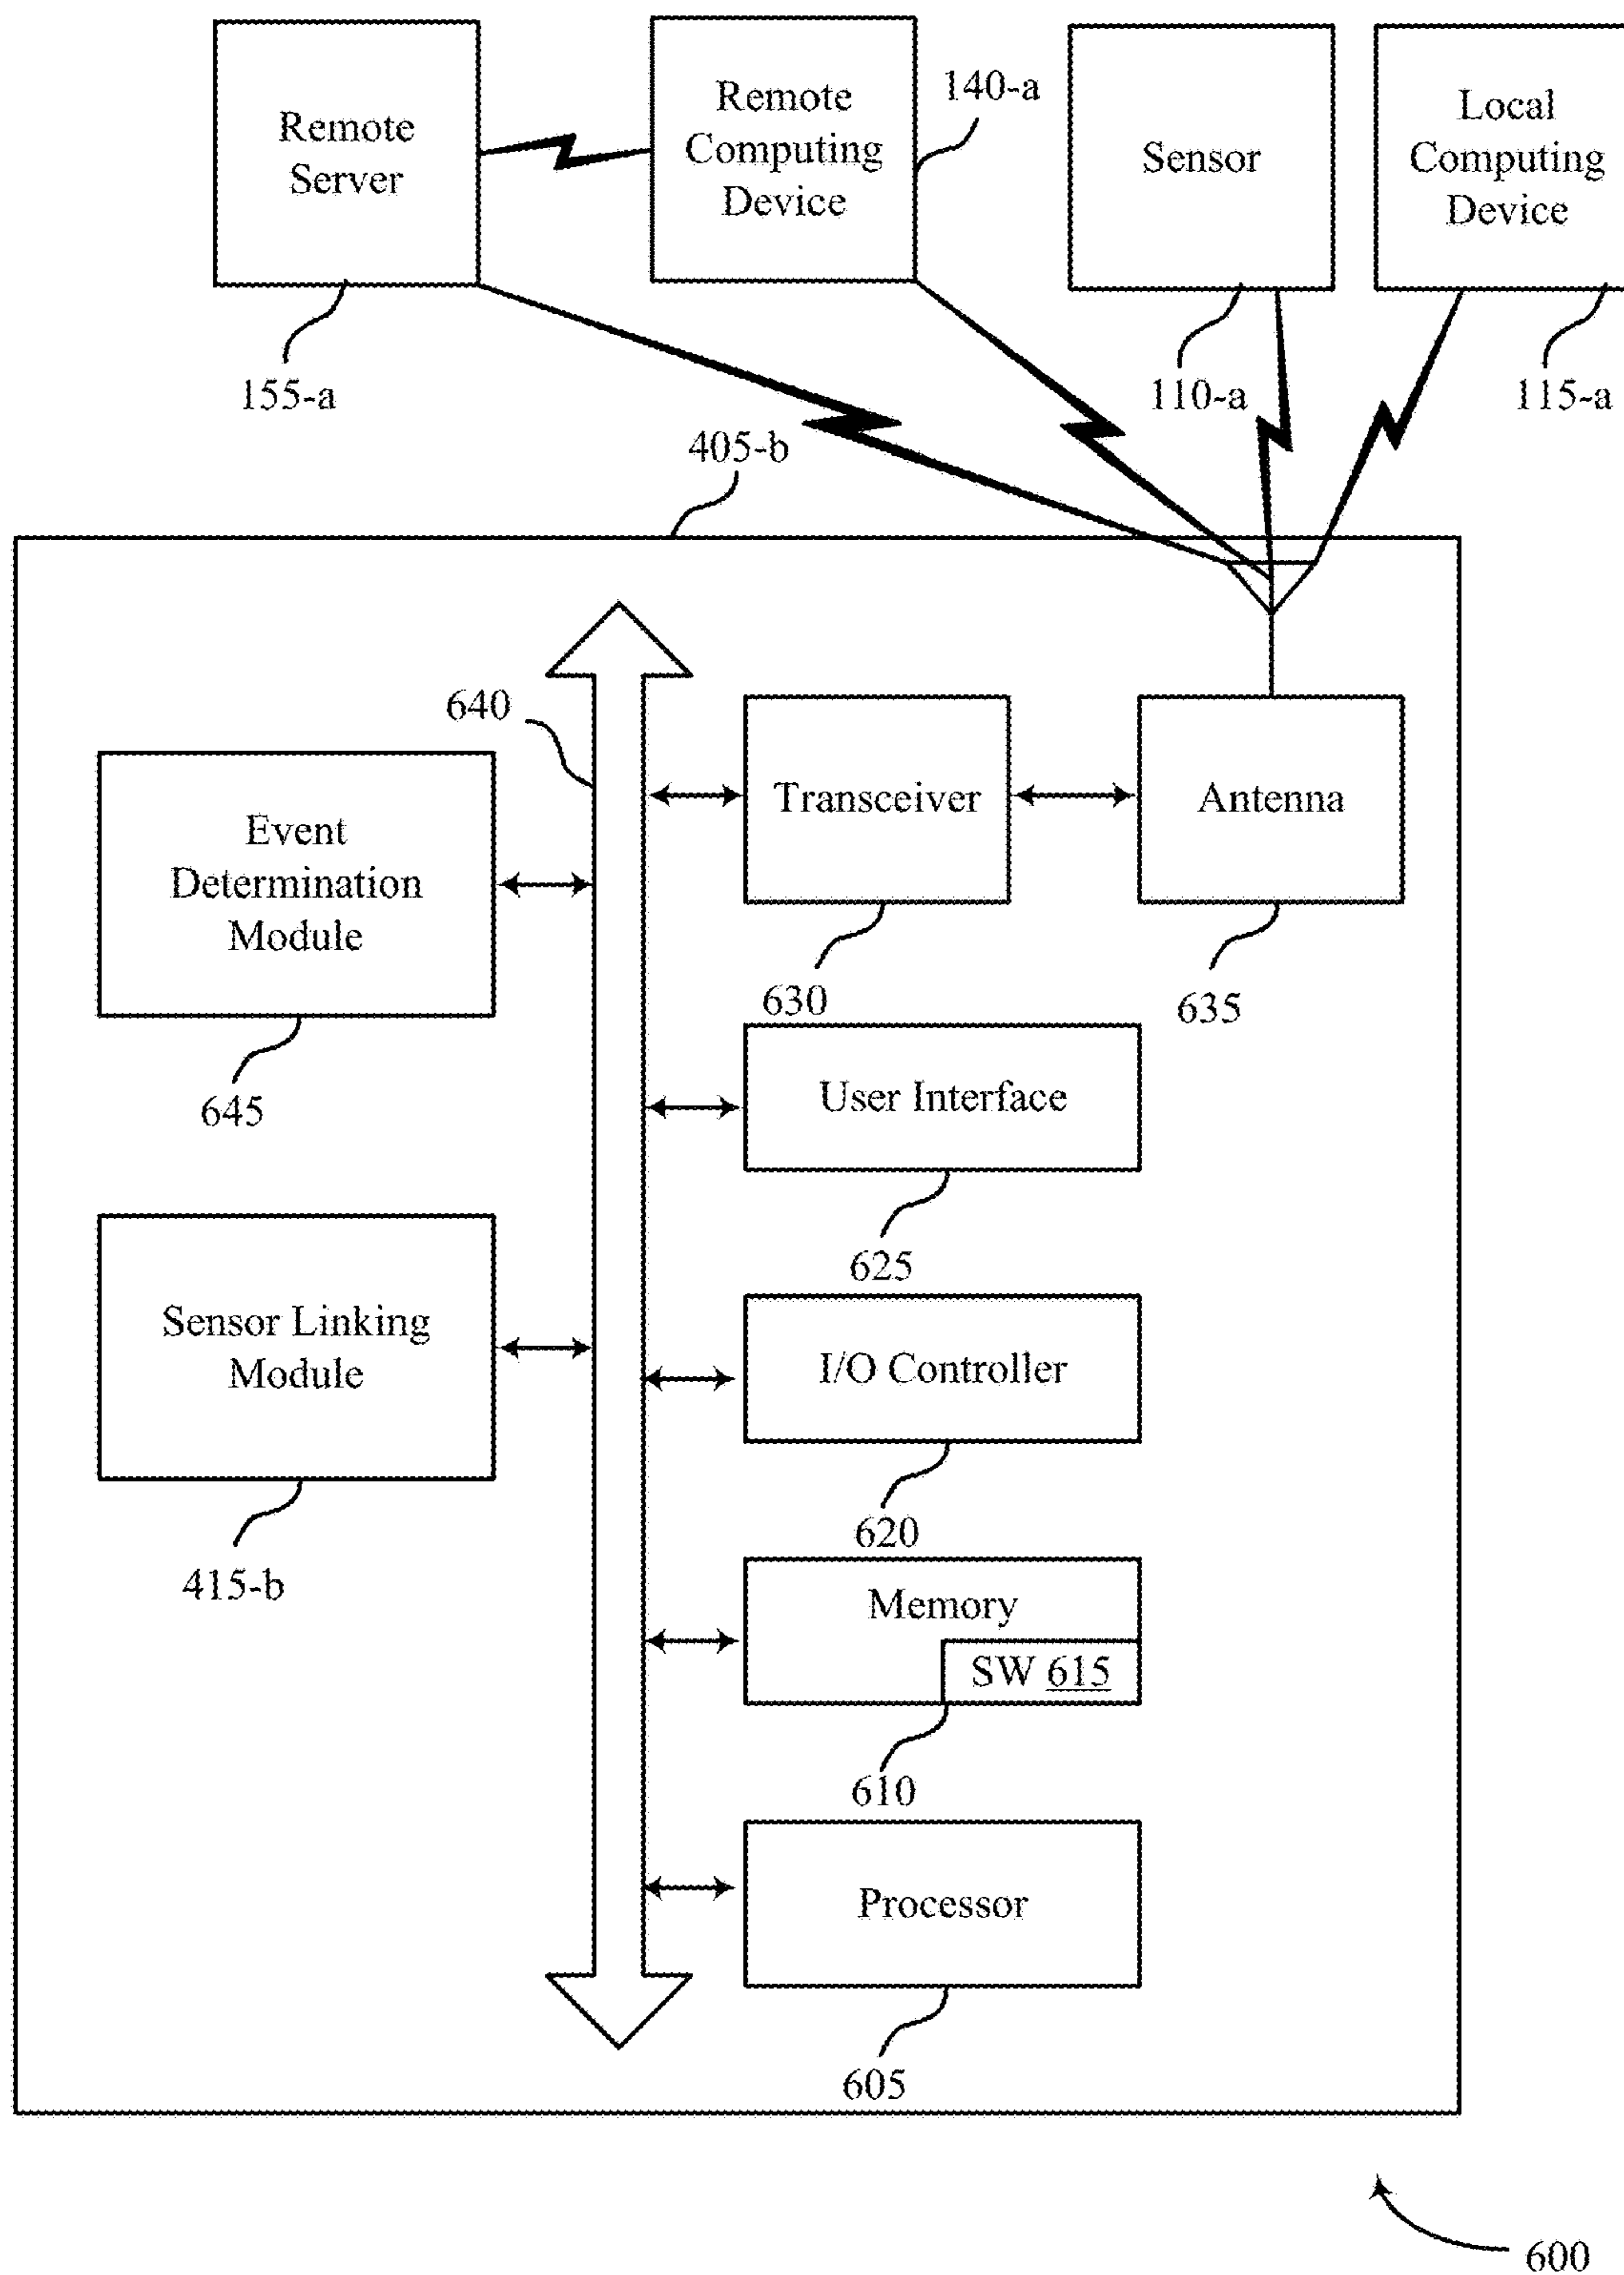 Remote
Server
155-a
Remote
Computing
Device
140-a
Sensor
110-a
Local
Computing
Device
115-a
405-b
640
Transceiver
630
Antenna
635
Event
Determination
Module
645
User Interface
625
Sensor Linking
Module
415-b
I/O Controller
620
Memory
SW 615
610
Processor
605
600